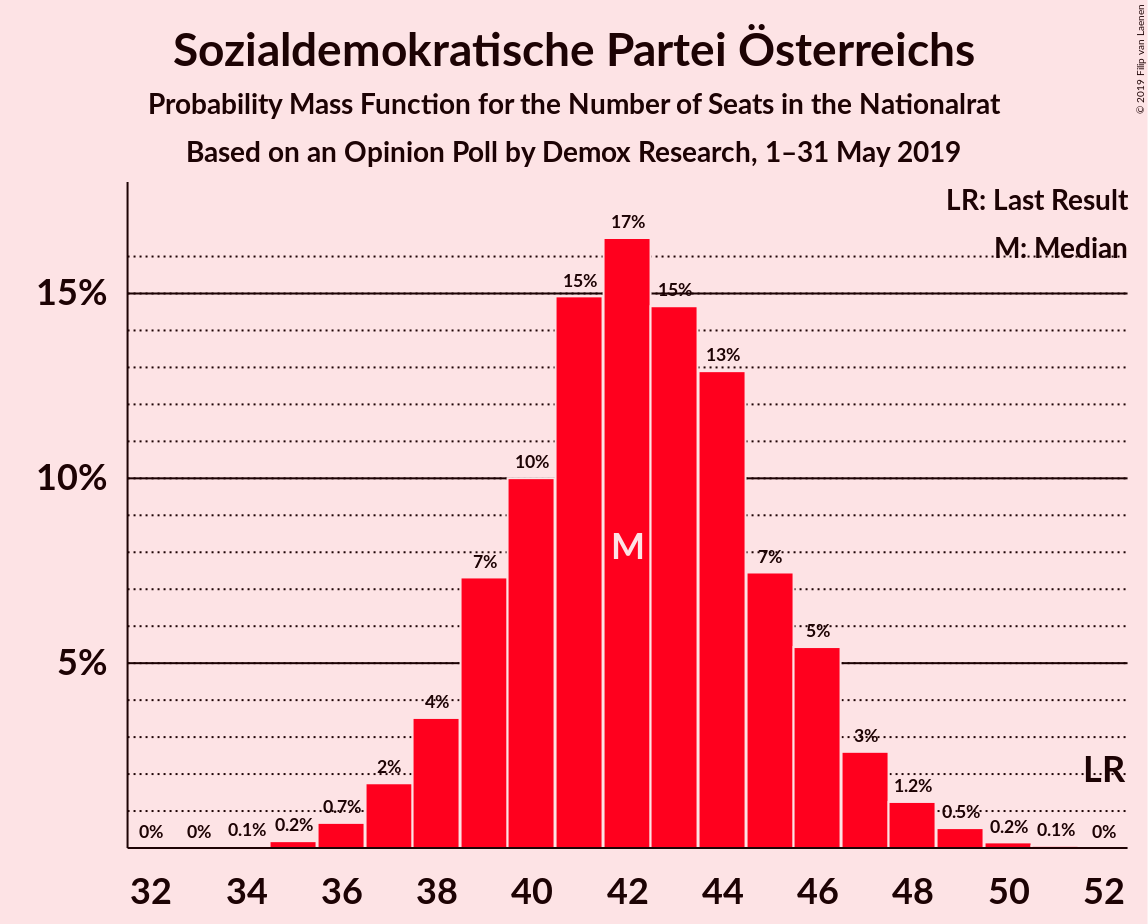 Sozialdemokratische Partei Österreichs
Probability Mass Function for the Number of Seats in the Nationalrat
Based on an Opinion Poll by Demox Research, 1–31 May 2019
© 2019 Filip van Laenen
LR: Last Result
M: Median
15%
10%
5%
0%
0%
0.1%
0.2%
0.7%
2%
4%
7%
10%
15%
17%
15%
13%
7%
5%
3%
1.2%
0.5%
0.2%
0.1%
0%
M
LR
32 34 36 38 40 42 44 46 48 50 52